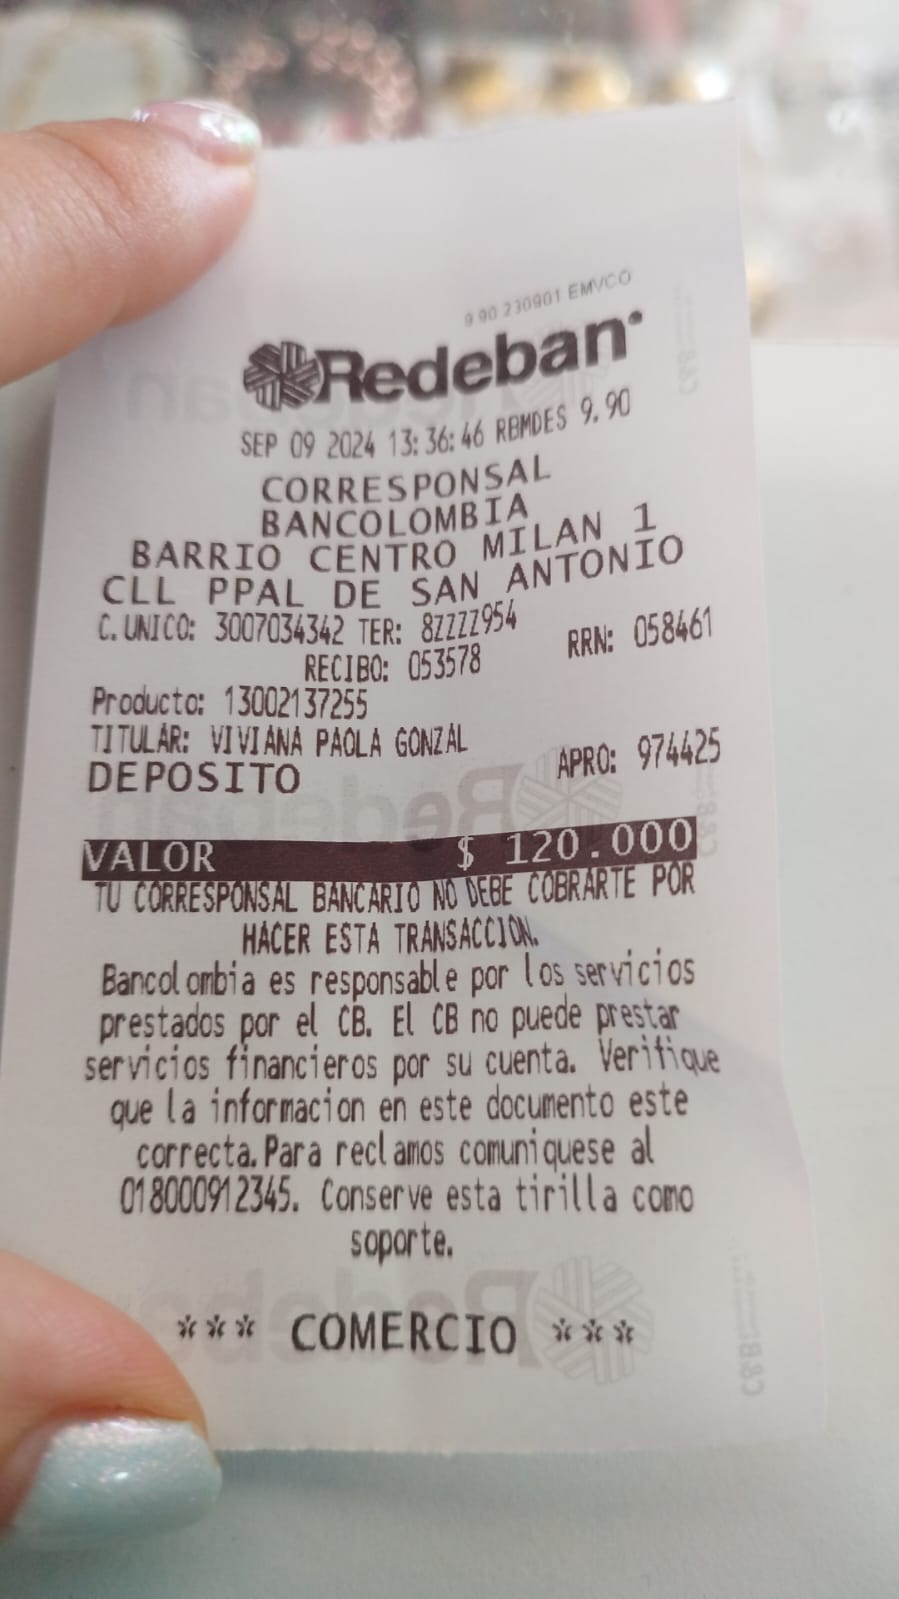 9 90 230901 EMVCO
Redeban
SEP 09 2024 13:36:46 RBMDES 9.90
CORRESPONSAL
BANCOLOMBIA
BARRIO CENTRO MILAN 1
CLL PPAL DE SAN ANTONIO
C.UNICO: 3007034342 TER: 8ZZZZ954
RECIBO: 053578 RRN: 058461
Producto: 13002137255
TITULAR: VIVIANA PAOLA GONZAL
DEPOSITO APRO: 974425
VALOR $ 120.000
TU CORRESPONSAL BANCARIO NO DEBE COBRARTE POR
HACER ESTA TRANSACCION.
Bancolombia es responsable por los servicios
prestados por el CB. El CB no puede prestar
servicios financieros por su cuenta. Verifique
que la informacion en este documento este
correcta.Para reclamos comuniquese al
018000912345. Conserve esta tirilla como
soporte.
*** COMERCIO ***